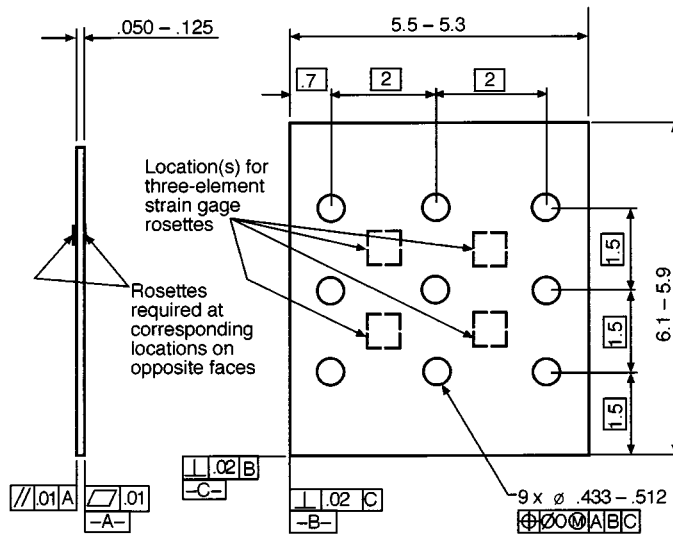 .050 – .125
5.5 – 5.3
.7
2
2
Location(s) for
three-element
strain gage
rosettes
1.5
Rosettes
required at
corresponding
locations on
opposite faces
1.5
6.1 – 5.9
1.5
⊥ .02 B
–C–
// .01 A
⏥ .01
–A–
⊥ .02 C
–B–
9 x ⌀ .433 – .512
⌖ ⌀0Ⓜ A B C